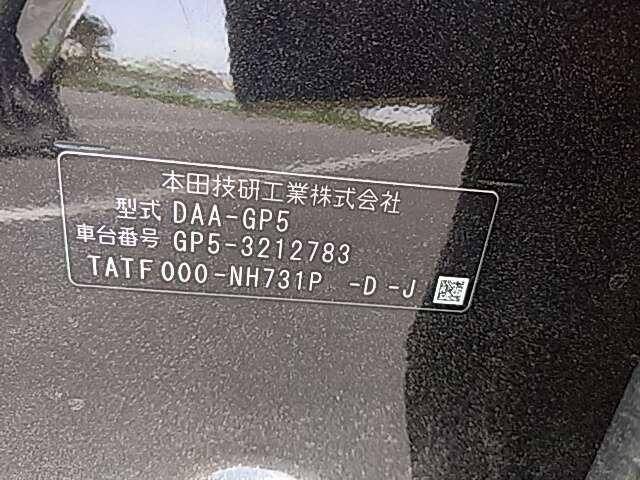 本田技研工業株式会社
型式 DAA-GP5
車台番号 GP5-3212783
TATF000-NH731P -D -J